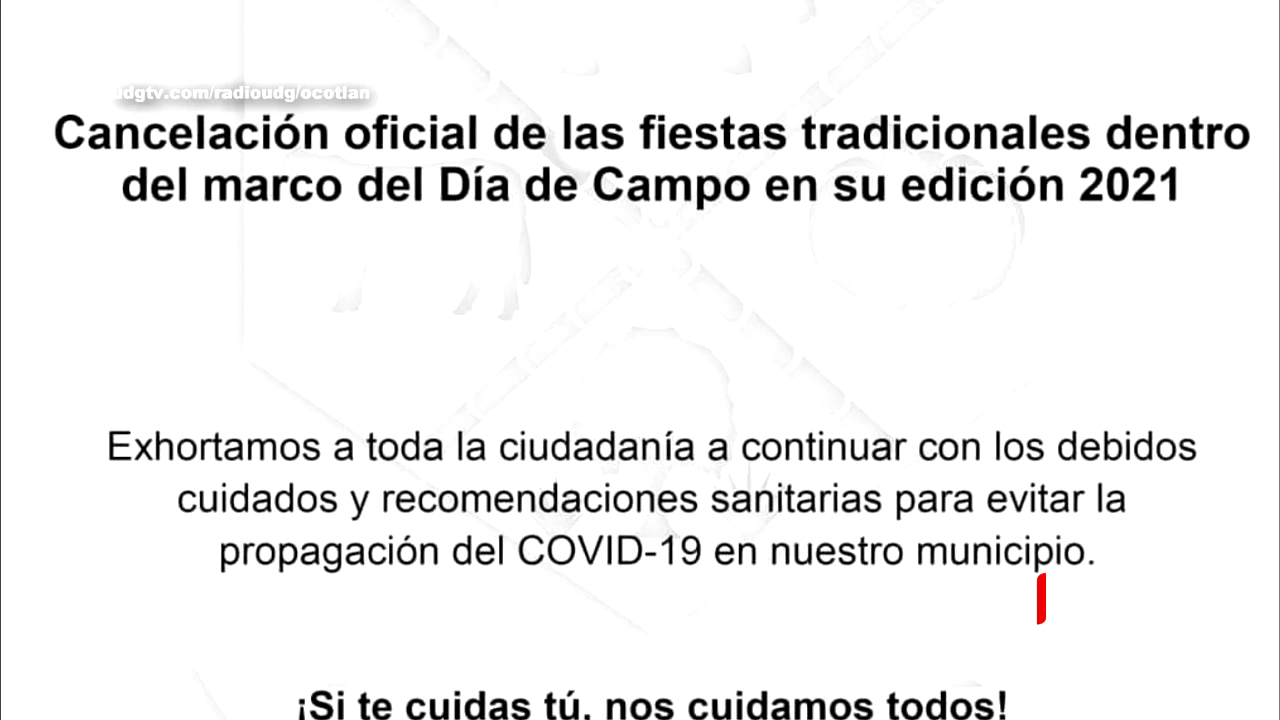 udgtv.com/radioudg/ocotlan
Cancelación oficial de las fiestas tradicionales dentro
del marco del Día de Campo en su edición 2021
Exhortamos a toda la ciudadanía a continuar con los debidos
cuidados y recomendaciones sanitarias para evitar la
propagación del COVID-19 en nuestro municipio.
¡Si te cuidas tú, nos cuidamos todos!